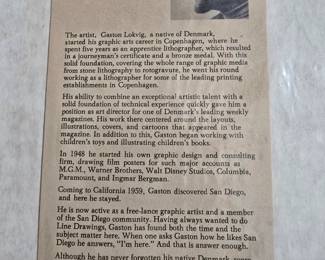 The artist, Gaston Lokvig, a native of Denmark,
started his graphic arts career in Copenhagen, where he
spent five years as an apprentice lithographer, which resulted
in a journeyman's certificate and a bronze medal. With this
solid foundation, covering the whole range of graphic media
from stone lithography to rotogravure, he went his round
working as a lithographer for some of the leading printing
establishments in Copenhagen.
His ability to combine an exceptional artistic talent with a
solid foundation of technical experience quickly gave him a
position as art director for one of Denmark's leading weekly
magazines. His work there centered around the layouts,
illustrations, covers, and cartoons that appeared in the
magazine. In addition to this, Gaston began working with
children's toys and illustrating children's books.
In 1948 he started his own graphic design and consulting
firm, drawing film posters for such major accounts as
M.G.M., Warner Brothers, Walt Disney Studios, Columbia,
Paramount, and Ingmar Bergman.
Coming to California 1959, Gaston discovered San Diego,
and here he stayed.
He is now active as a free-lance graphic artist and a member
of the San Diego community. Having always wanted to do
Line Drawings, Gaston has found both the time and the
subject matter here. When one asks Gaston how he likes San
Diego he answers, "I'm here." And that is answer enough.
Although he has never forgotten his native Denmark,